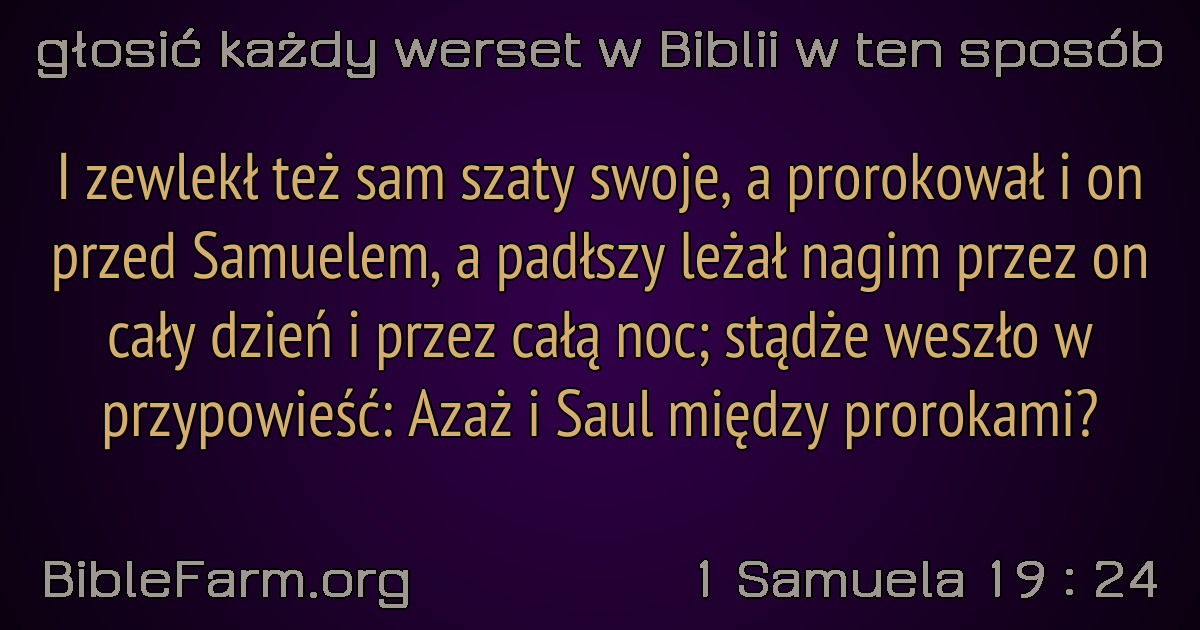 głosić każdy werset w Biblii w ten sposób
I zewlekł też sam szaty swoje, a prorokował i on
przed Samuelem, a padłszy leżał nagim przez on
cały dzień i przez całą noc; stądże weszło w
przypowieść: Azaż i Saul między prorokami?
BibleFarm.org
1 Samuela 19 : 24